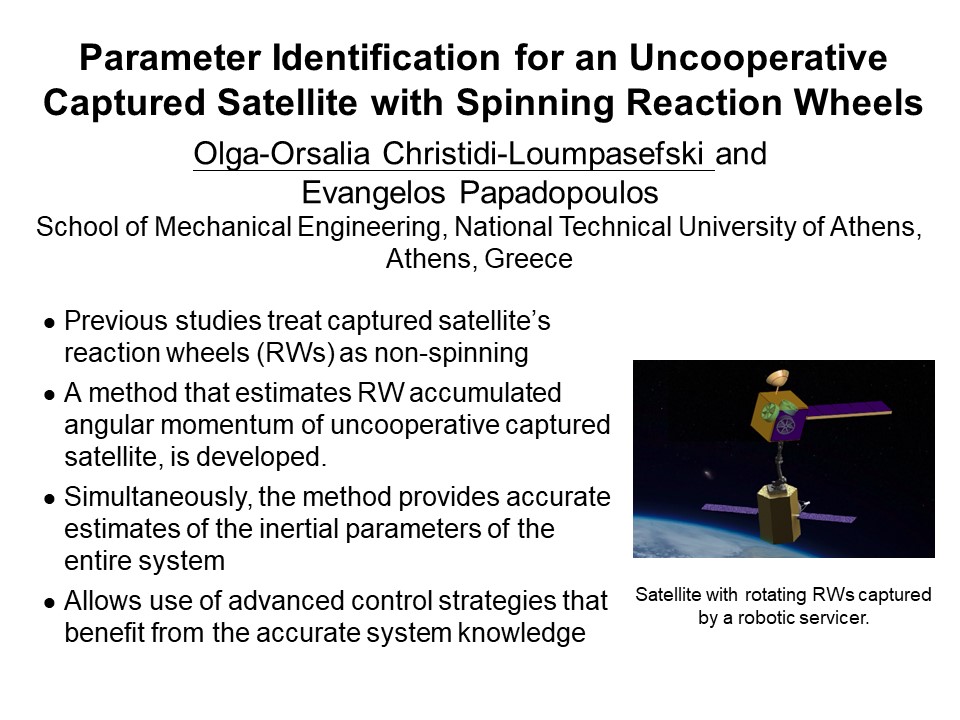 Parameter Identification for an Uncooperative
Captured Satellite with Spinning Reaction Wheels
Olga-Orsalia Christidi-Loumpasefski and
Evangelos Papadopoulos
School of Mechanical Engineering, National Technical University of Athens,
Athens, Greece
• Previous studies treat captured satellite’s
reaction wheels (RWs) as non-spinning
• A method that estimates RW accumulated
angular momentum of uncooperative captured
satellite, is developed.
• Simultaneously, the method provides accurate
estimates of the inertial parameters of the
entire system
• Allows use of advanced control strategies that
benefit from the accurate system knowledge
Satellite with rotating RWs captured
by a robotic servicer.